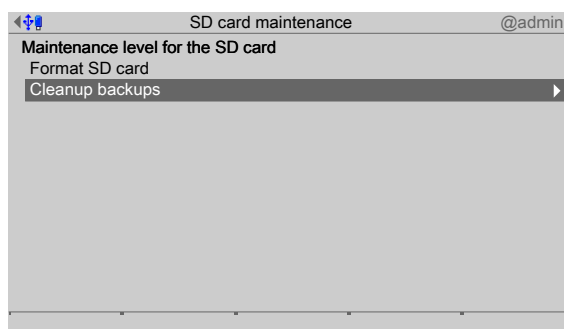 SD card maintenance @admin
Maintenance level for the SD card
Format SD card
Cleanup backups